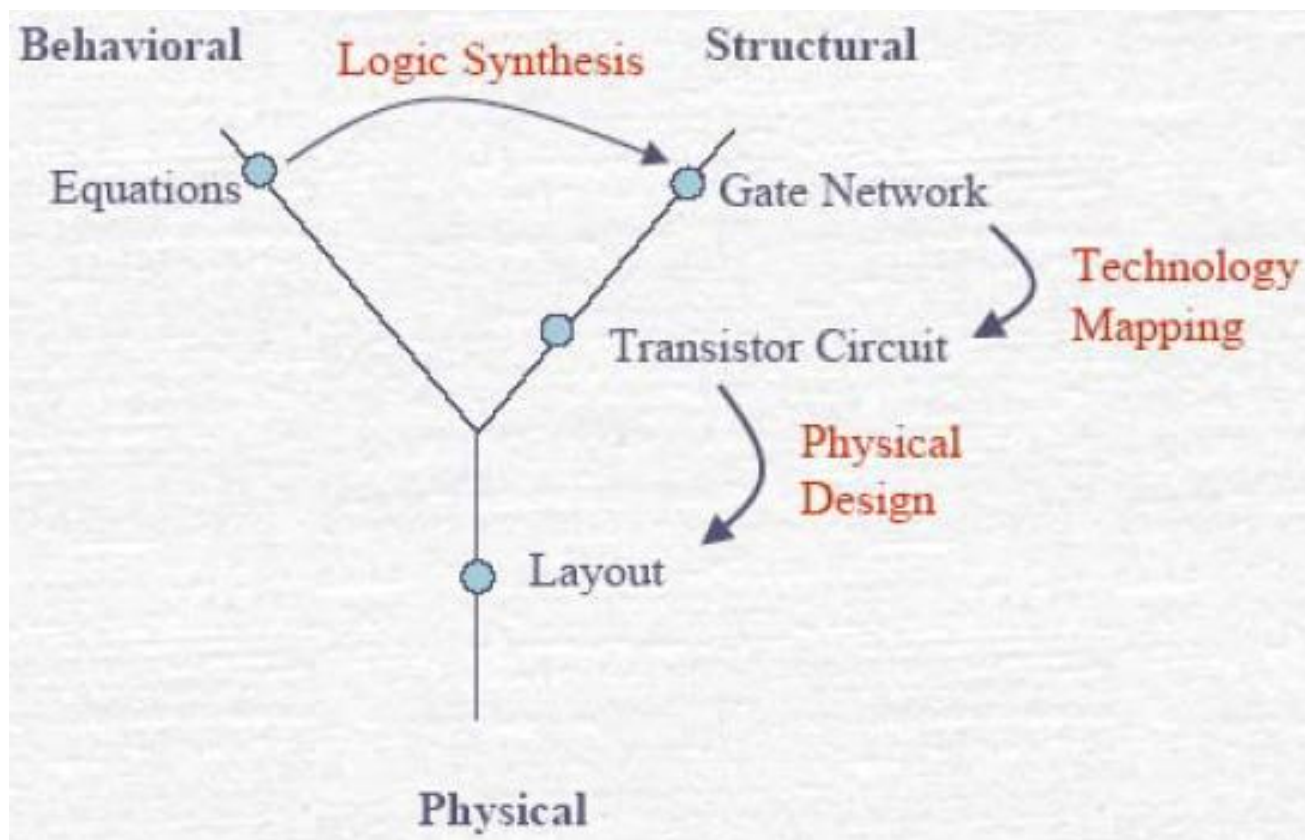 Behavioral
Logic Synthesis
Structural
Equations
Gate Network
Technology
Mapping
Transistor Circuit
Physical
Design
Layout
Physical